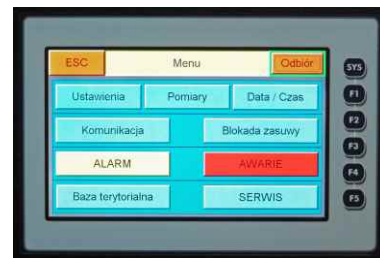 ESC Menu Odbiór
Ustawienia Pomiary Data / Czas
Komunikacja Blokada zasuwy
ALARM AWARIE
Baza terytorialna SERWIS
SYS
F1
F2
F3
F4
F5